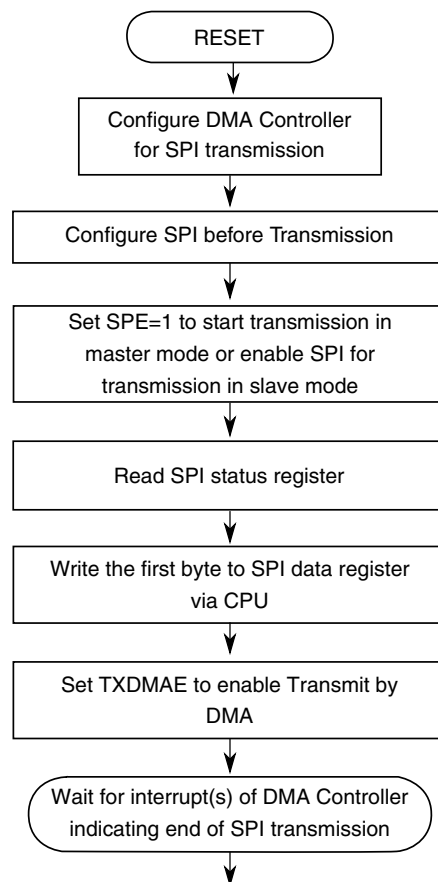 RESET
Configure DMA Controller
for SPI transmission
Configure SPI before Transmission
Set SPE=1 to start transmission in
master mode or enable SPI for
transmission in slave mode
Read SPI status register
Write the first byte to SPI data register
via CPU
Set TXDMAE to enable Transmit by
DMA
Wait for interrupt(s) of DMA Controller
indicating end of SPI transmission